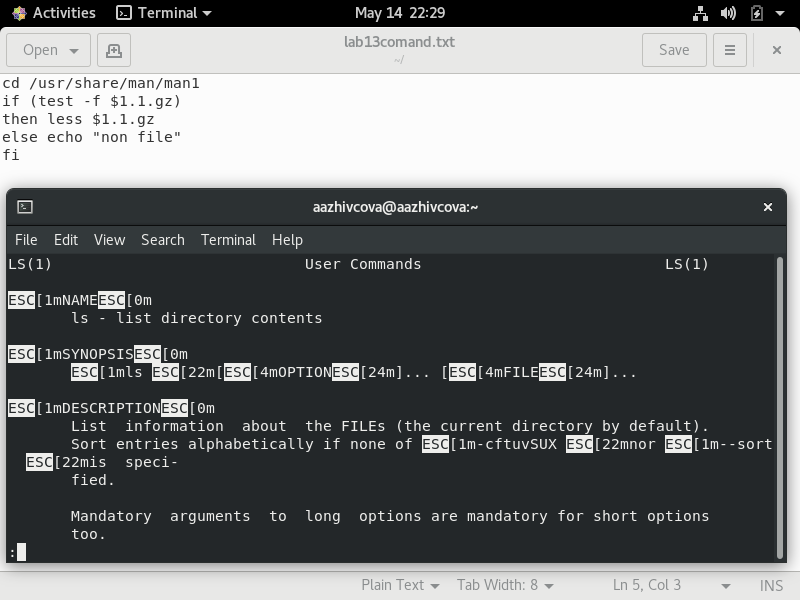 Activities Terminal May 14 22:29
Open lab13comand.txt Save
~/
cd /usr/share/man/man1
if (test -f $1.1.gz)
then less $1.1.gz
else echo "non file"
fi
aazhivcova@aazhivcova:~
File Edit View Search Terminal Help
LS(1) User Commands LS(1)
ESC[1mNAMEESC[0m
ls - list directory contents
ESC[1mSYNOPSISESC[0m
ESC[1mls ESC[22m[ESC[4mOPTIONESC[24m]... [ESC[4mFILEESC[24m]...
ESC[1mDESCRIPTIONESC[0m
List information about the FILEs (the current directory by default).
Sort entries alphabetically if none of ESC[1m-cftuvSUX ESC[22mnor ESC[1m--sort
ESC[22mis speci-
fied.
Mandatory arguments to long options are mandatory for short options
too.
:
Plain Text Tab Width: 8 Ln 5, Col 3 INS